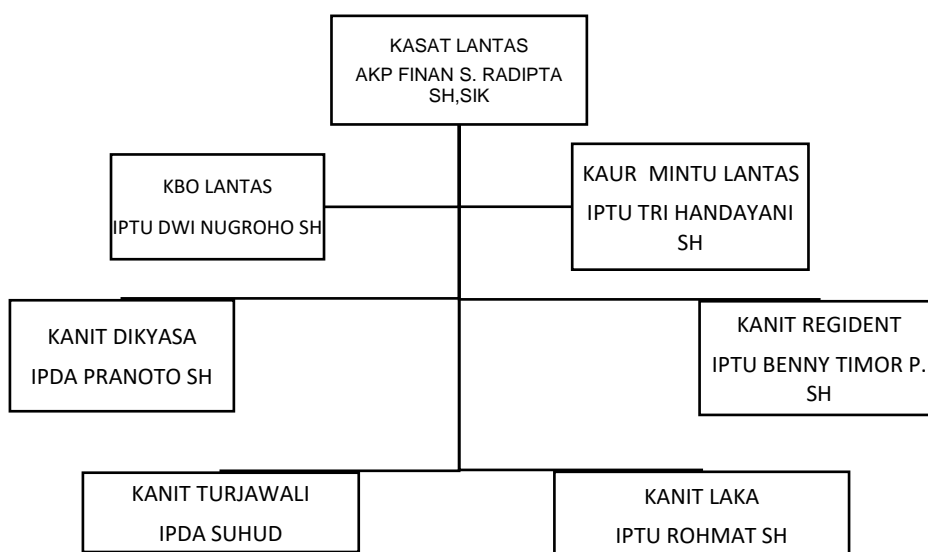 KASAT LANTAS
AKP FINAN S. RADIPTA
SH,SIK
KBO LANTAS
IPTU DWI NUGROHO SH
KAUR MINTU LANTAS
IPTU TRI HANDAYANI
SH
KANIT DIKYASA
IPDA PRANOTO SH
KANIT REGIDENT
IPTU BENNY TIMOR P.
SH
KANIT TURJAWALI
IPDA SUHUD
KANIT LAKA
IPTU ROHMAT SH